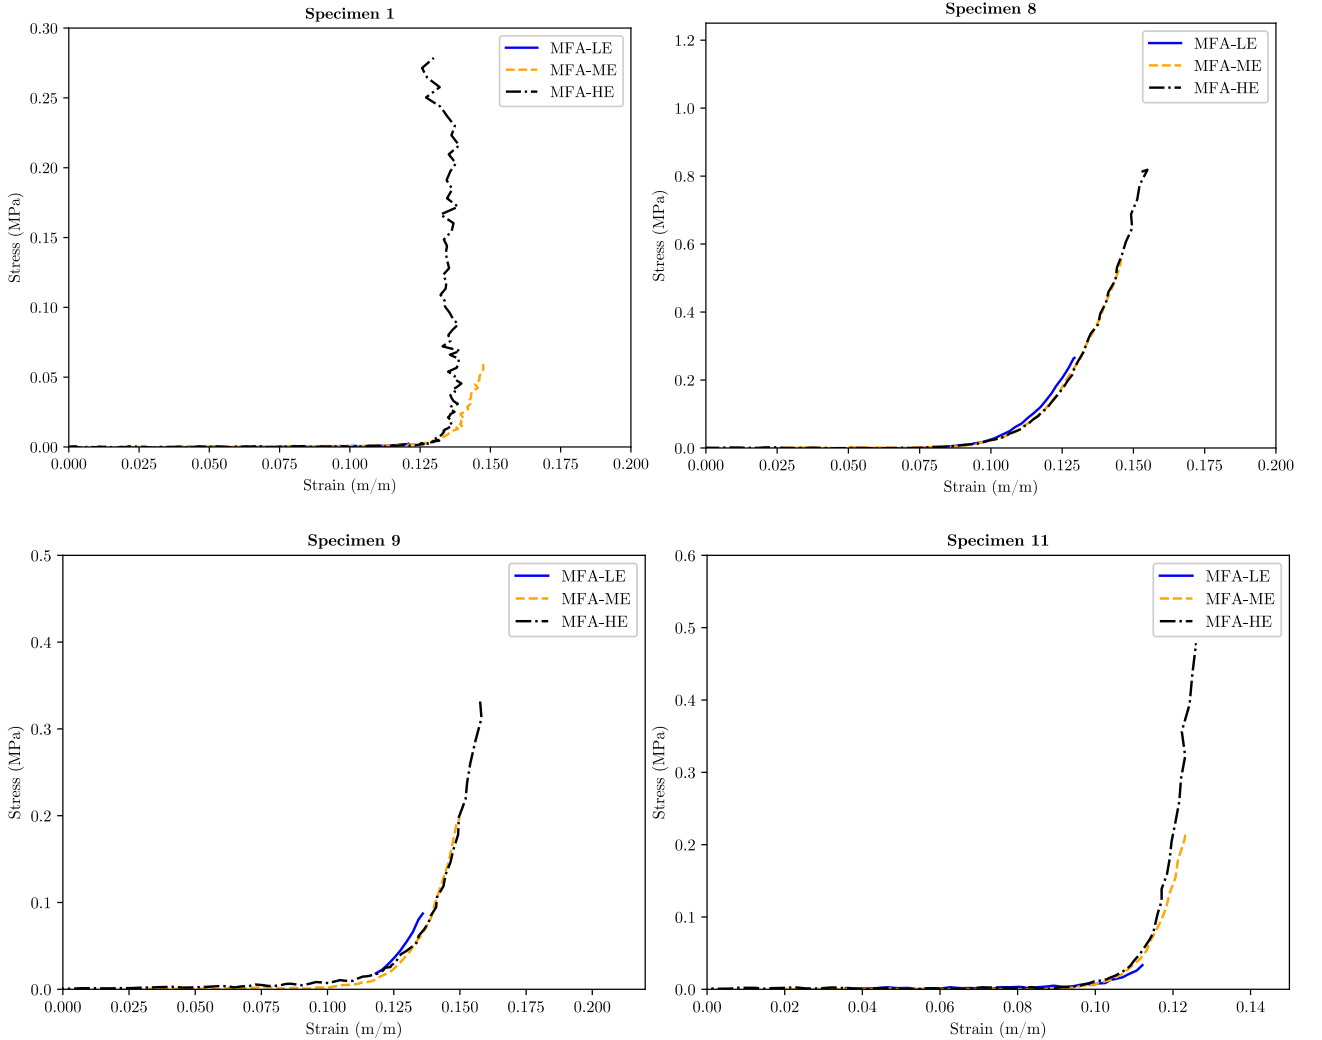 Specimen 1
0.30
0.25
0.20
0.15
0.10
0.05
0.00
Stress (MPa)
MFA-LE
MFA-ME
MFA-HE
0.000 0.025 0.050 0.075 0.100 0.125 0.150 0.175 0.200
Strain (m/m)
Specimen 8
1.2
1.0
0.8
0.6
0.4
0.2
0.0
Stress (MPa)
MFA-LE
MFA-ME
MFA-HE
0.000 0.025 0.050 0.075 0.100 0.125 0.150 0.175 0.200
Strain (m/m)
Specimen 9
0.5
0.4
0.3
0.2
0.1
0.0
Stress (MPa)
MFA-LE
MFA-ME
MFA-HE
0.000 0.025 0.050 0.075 0.100 0.125 0.150 0.175 0.200
Strain (m/m)
Specimen 11
0.6
0.5
0.4
0.3
0.2
0.1
0.0
Stress (MPa)
MFA-LE
MFA-ME
MFA-HE
0.00 0.02 0.04 0.06 0.08 0.10 0.12 0.14
Strain (m/m)